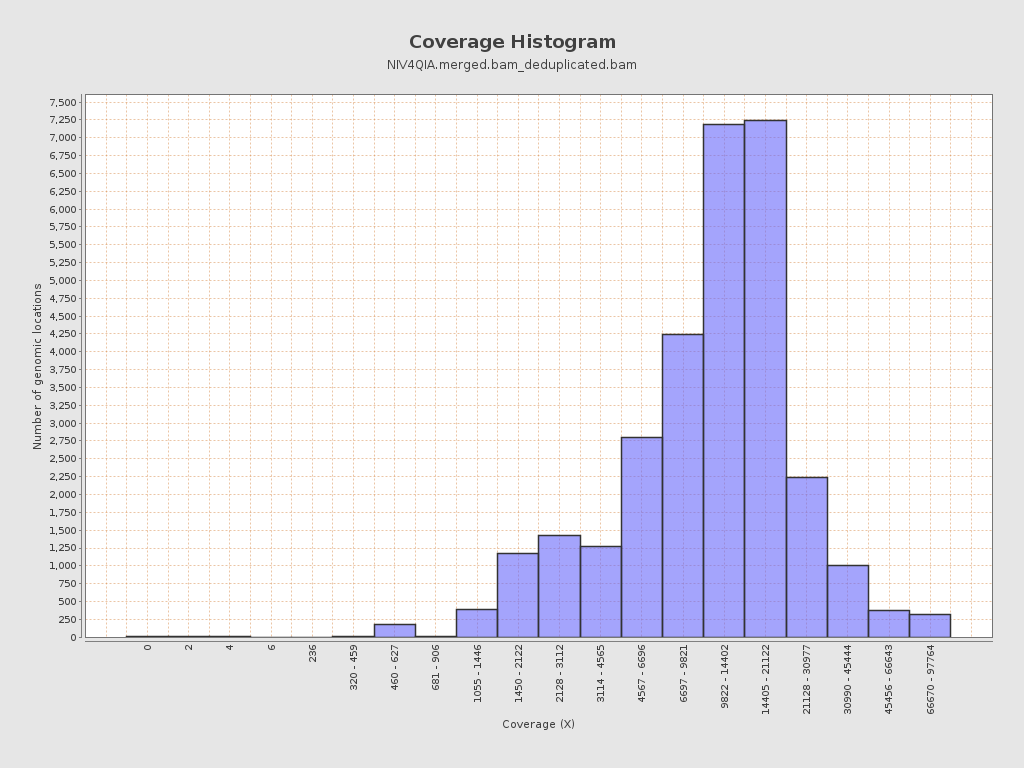 Coverage Histogram
NIV4QIA.merged.bam_deduplicated.bam
Number of genomic locations
7,500
7,250
7,000
6,750
6,500
6,250
6,000
5,750
5,500
5,250
5,000
4,750
4,500
4,250
4,000
3,750
3,500
3,250
3,000
2,750
2,500
2,250
2,000
1,750
1,500
1,250
1,000
750
500
250
0
0
2
4
6
236
320 - 459
460 - 627
681 - 906
1055 - 1446
1450 - 2122
2128 - 3112
3114 - 4565
4567 - 6696
6697 - 9821
9822 - 14402
14405 - 21122
21128 - 30977
30990 - 45444
45456 - 66643
66670 - 97764
Coverage (X)